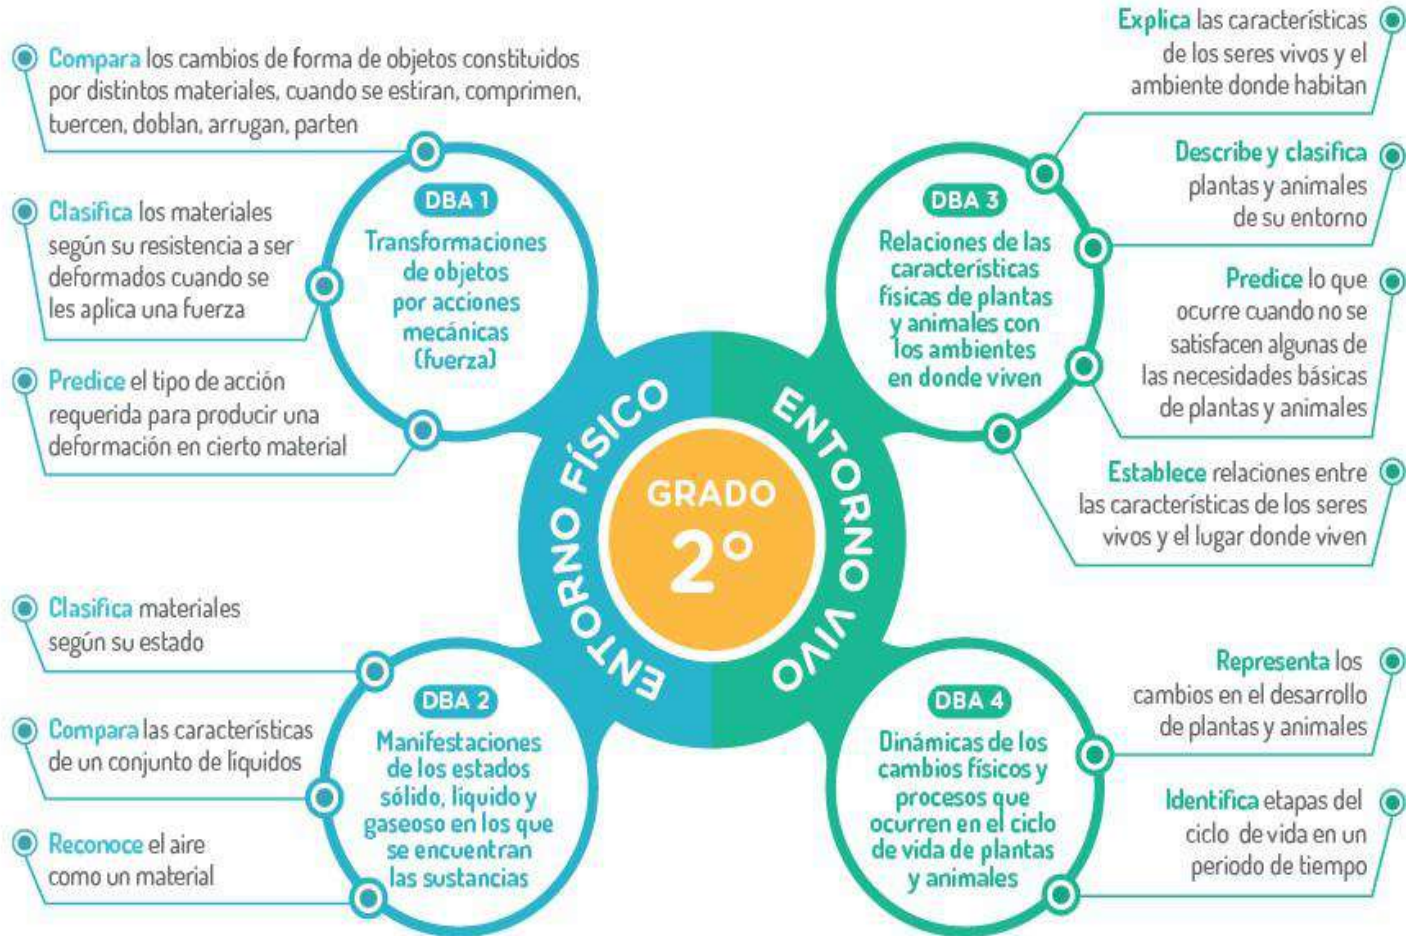 Compara los cambios de forma de objetos constituidos
por distintos materiales, cuando se estiran, comprimen,
tuercen, doblan, arrugan, parten
Clasifica los materiales
según su resistencia a ser
deformados cuando se
les aplica una fuerza
Predice el tipo de acción
requerida para producir una
deformación en cierto material
DBA 1
Transformaciones
de objetos
por acciones
mecánicas
(fuerza)
Clasifica materiales
según su estado
Compara las características
de un conjunto de líquidos
Reconoce el aire
como un material
DBA 2
Manifestaciones
de los estados
sólido, líquido y
gaseoso en los que
se encuentran
las sustancias
ENTORNO FÍSICO
GRADO
2°
ENTORNO VIVO
DBA 3
Relaciones de las
características
físicas de plantas
y animales con
los ambientes
en donde viven
Explica las características
de los seres vivos y el
ambiente donde habitan
Describe y clasifica
plantas y animales
de su entorno
Predice lo que
ocurre cuando no se
satisfacen algunas de
las necesidades básicas
de plantas y animales
Establece relaciones entre
las características de los seres
vivos y el lugar donde viven
DBA 4
Dinámicas de los
cambios físicos y
procesos que
ocurren en el ciclo
de vida de plantas
y animales
Representa los
cambios en el desarrollo
de plantas y animales
Identifica etapas del
ciclo de vida en un
periodo de tiempo